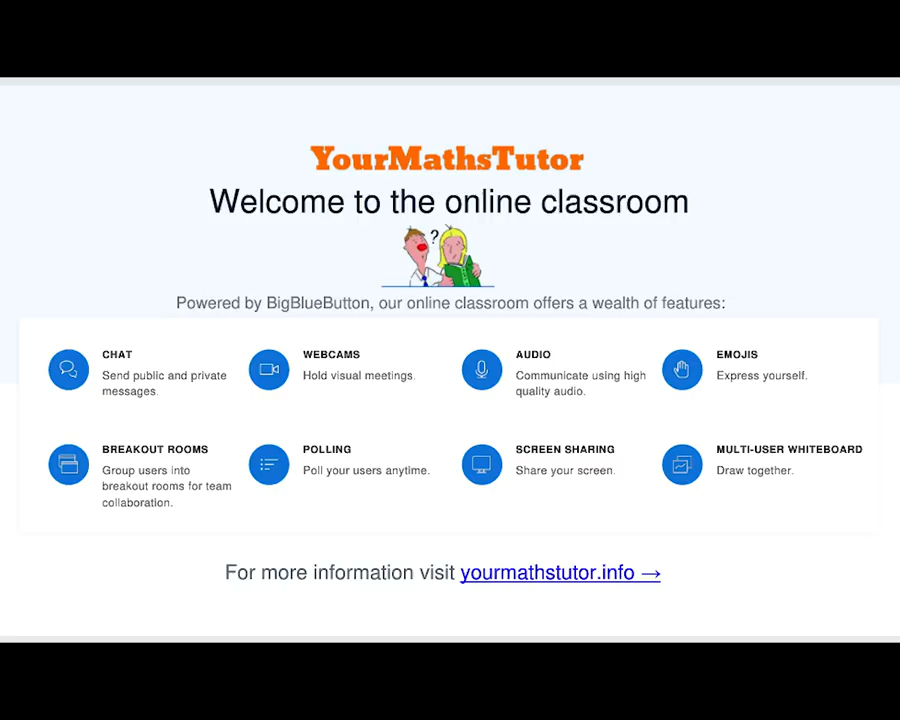 YourMathsTutor
Welcome to the online classroom
?
Powered by BigBlueButton, our online classroom offers a wealth of features:
CHAT
Send public and private
messages.
WEBCAMS
Hold visual meetings.
AUDIO
Communicate using high
quality audio.
EMOJIS
Express yourself.
BREAKOUT ROOMS
Group users into
breakout rooms for team
collaboration.
POLLING
Poll your users anytime.
SCREEN SHARING
Share your screen.
MULTI-USER WHITEBOARD
Draw together.
For more information visit yourmathstutor.info →